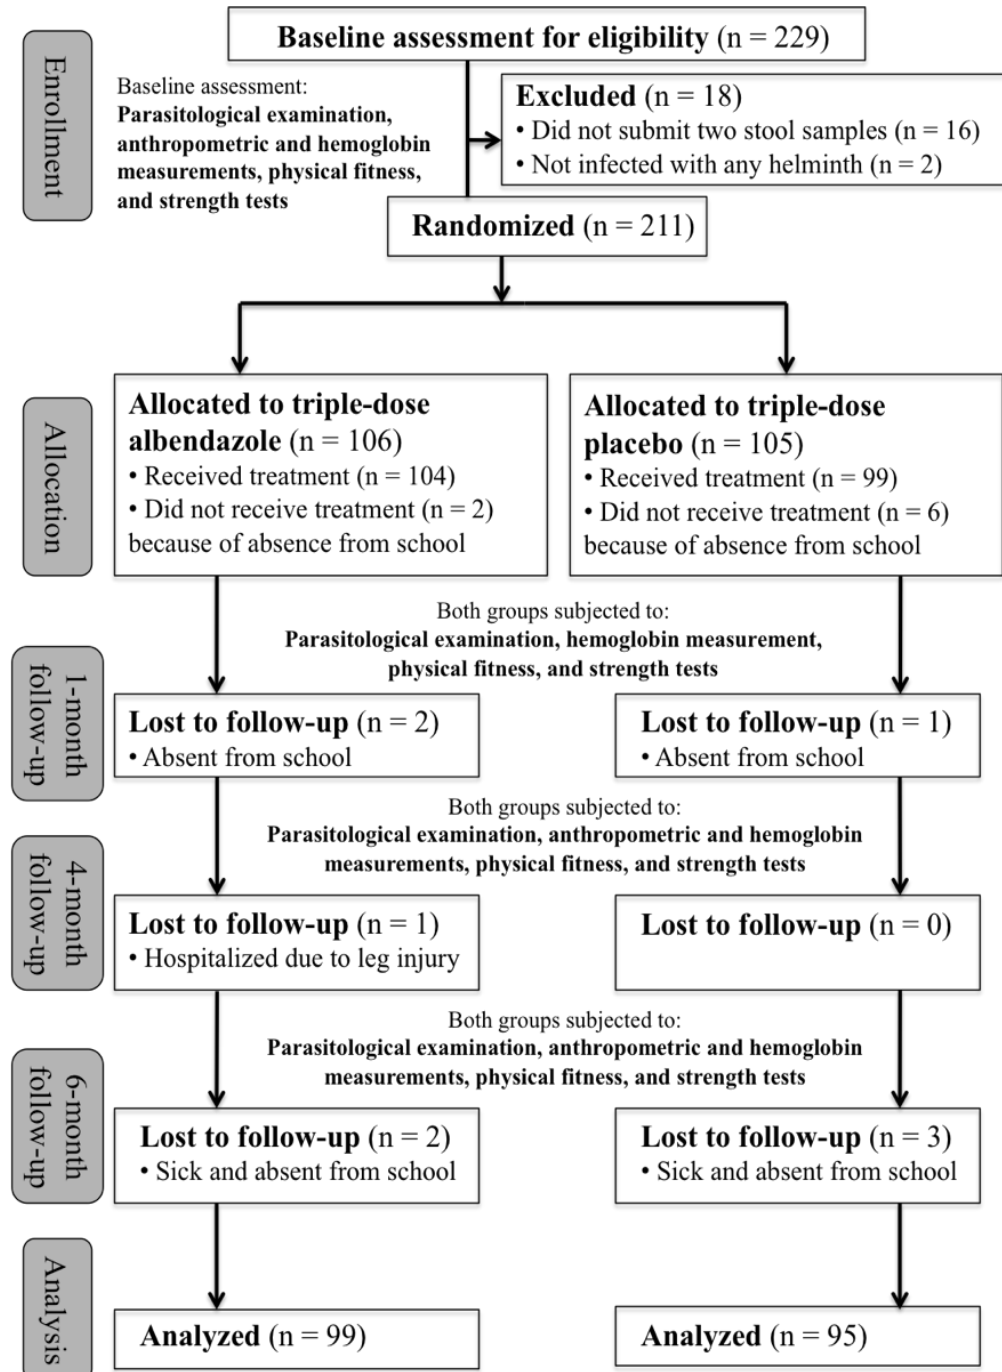 Enrollment
Baseline assessment for eligibility (n = 229)
Baseline assessment:
Parasitological examination,
anthropometric and hemoglobin
measurements, physical fitness,
and strength tests
Excluded (n = 18)
• Did not submit two stool samples (n = 16)
• Not infected with any helminth (n = 2)
Randomized (n = 211)
Allocation
Allocated to triple-dose
albendazole (n = 106)
• Received treatment (n = 104)
• Did not receive treatment (n = 2)
because of absence from school
Allocated to triple-dose
placebo (n = 105)
• Received treatment (n = 99)
• Did not receive treatment (n = 6)
because of absence from school
Both groups subjected to:
Parasitological examination, hemoglobin measurement,
physical fitness, and strength tests
1-month
follow-up
Lost to follow-up (n = 2)
• Absent from school
Lost to follow-up (n = 1)
• Absent from school
Both groups subjected to:
Parasitological examination, anthropometric and hemoglobin
measurements, physical fitness, and strength tests
4-month
follow-up
Lost to follow-up (n = 1)
• Hospitalized due to leg injury
Lost to follow-up (n = 0)
Both groups subjected to:
Parasitological examination, anthropometric and hemoglobin
measurements, physical fitness, and strength tests
6-month
follow-up
Lost to follow-up (n = 2)
• Sick and absent from school
Lost to follow-up (n = 3)
• Sick and absent from school
Analysis
Analyzed (n = 99)
Analyzed (n = 95)